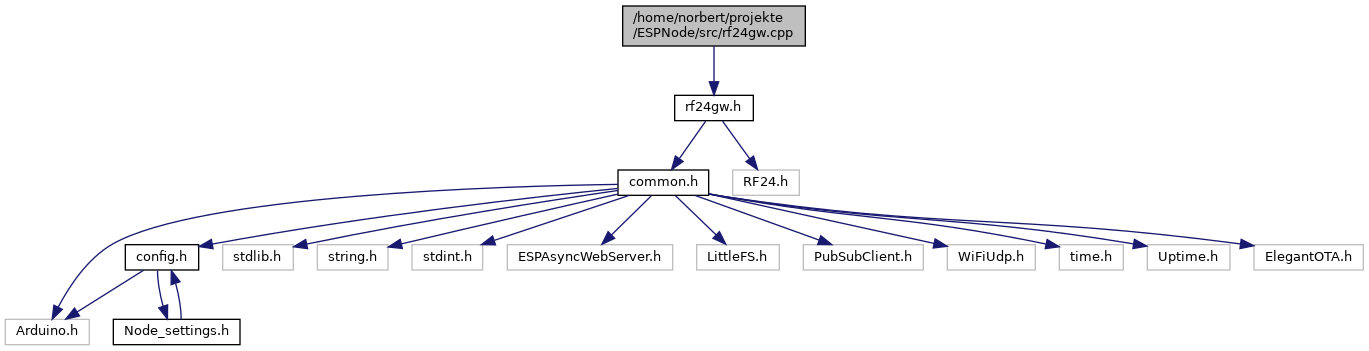 /home/norbert/projekte
/ESPNode/src/rf24gw.cpp
rf24gw.h
common.h
RF24.h
config.h
stdlib.h
string.h
stdint.h
ESPAsyncWebServer.h
LittleFS.h
PubSubClient.h
WiFiUdp.h
time.h
Uptime.h
ElegantOTA.h
Arduino.h
Node_settings.h